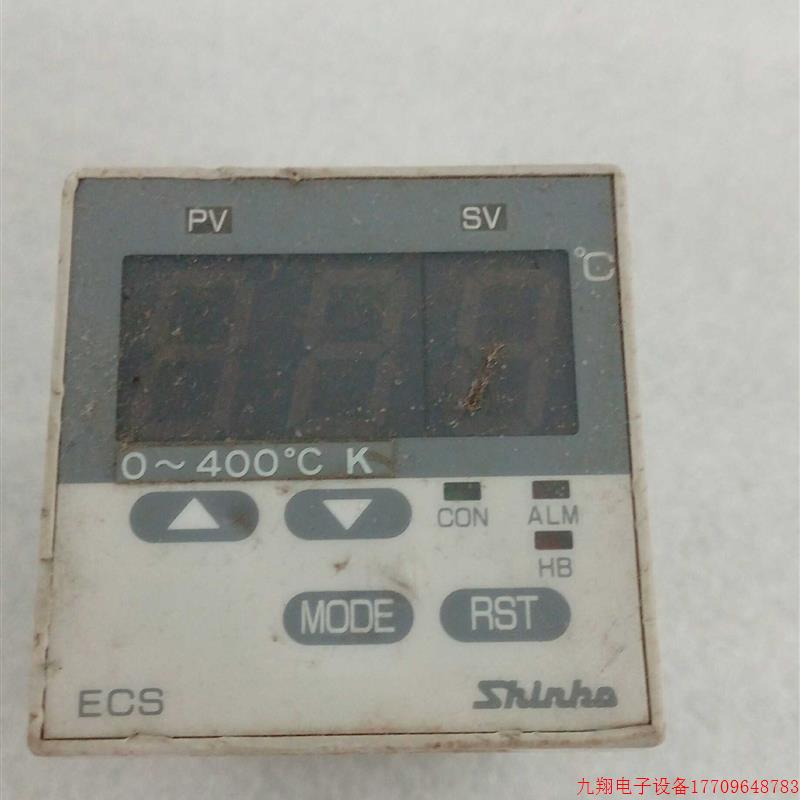 PV SV
°C
0～400°C K
▲ ▼ CON ALM
HB
MODE RST
ECS Shinko
九翔电子设备17709648783